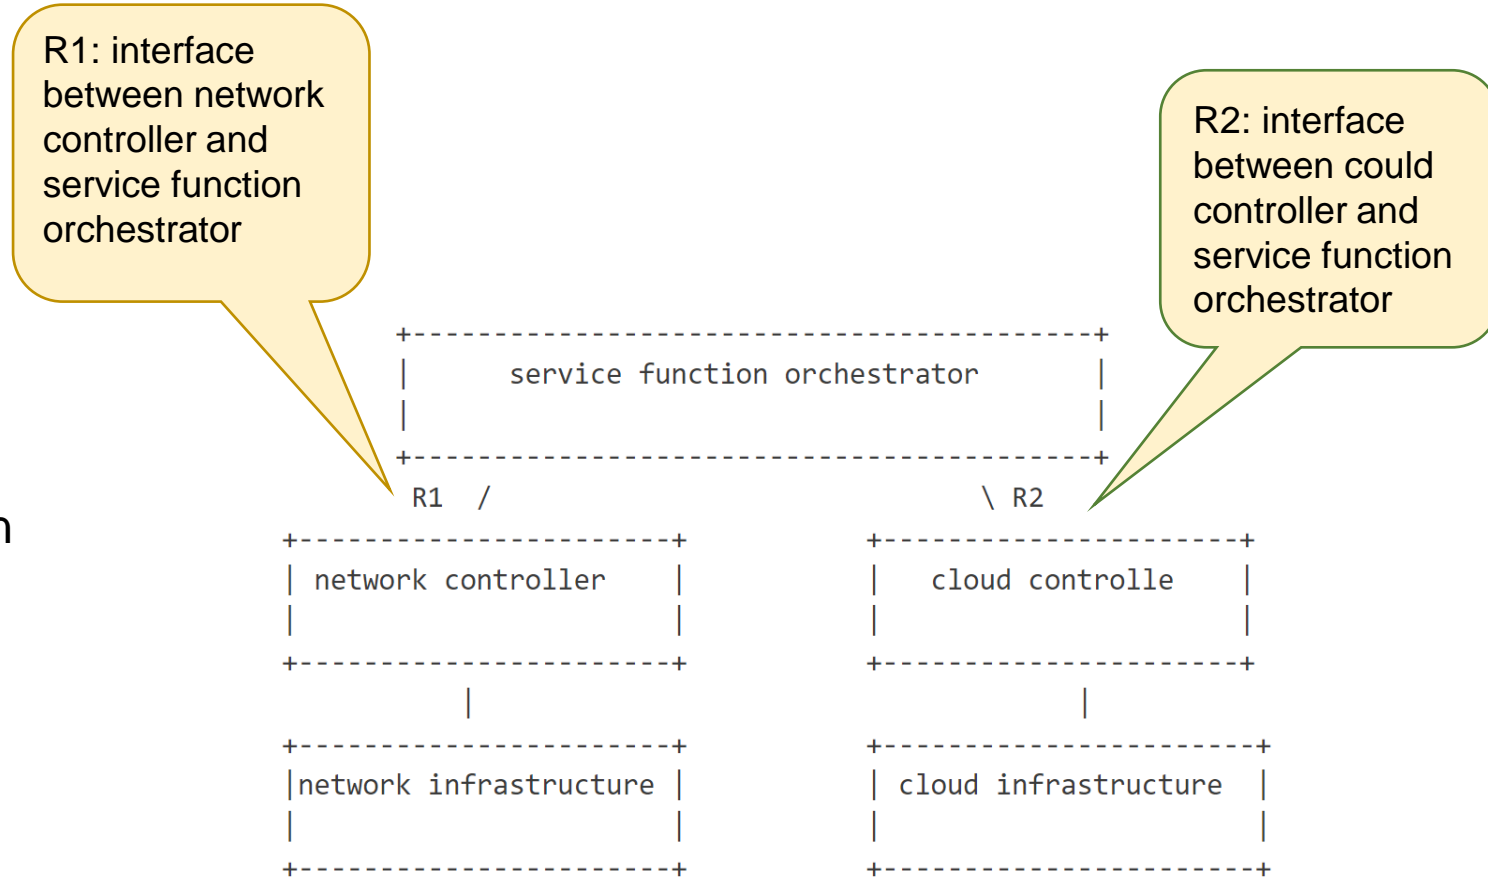 R1: interface
between network
controller and
service function
orchestrator
R2: interface
between could
controller and
service function
orchestrator
service function orchestrator
R1 /
\ R2
n
network controller
cloud controlle
network infrastructure
cloud infrastructure